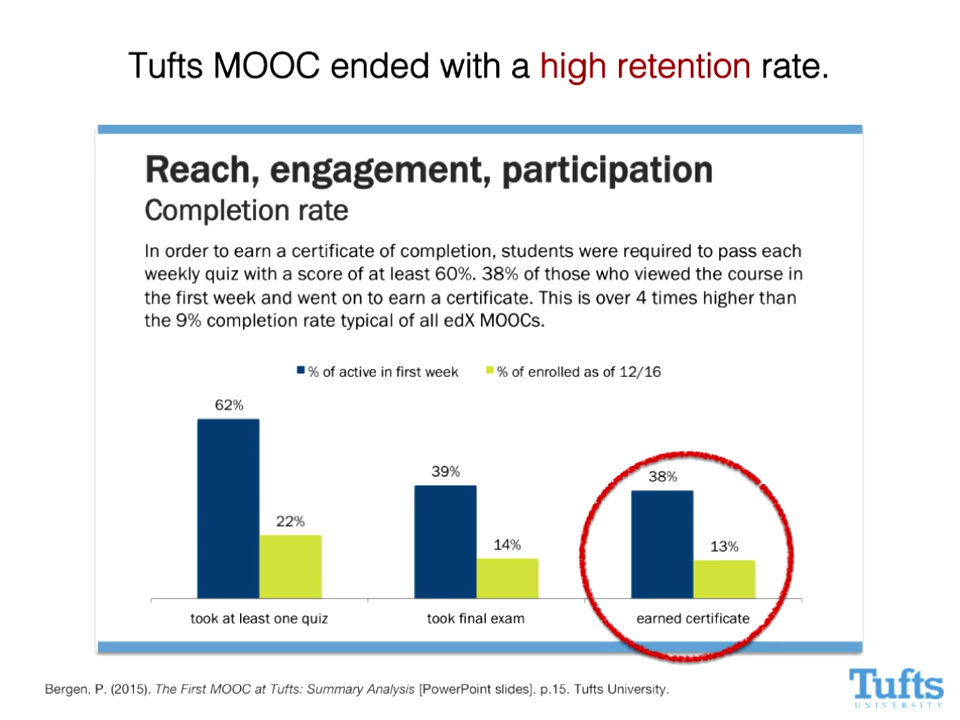 Tufts MOOC ended with a high retention rate.
Reach, engagement, participation
Completion rate
In order to earn a certificate of completion, students were required to pass each
weekly quiz with a score of at least 60%. 38% of those who viewed the course in
the first week and went on to earn a certificate. This is over 4 times higher than
the 9% completion rate typical of all edX MOOCs.
% of active in first week % of enrolled as of 12/16
62%
22%
39%
14%
38%
13%
took at least one quiz took final exam earned certificate
Bergen, P. (2015). The First MOOC at Tufts: Summary Analysis [PowerPoint slides]. p.15. Tufts University.
Tufts
UNIVERSITY